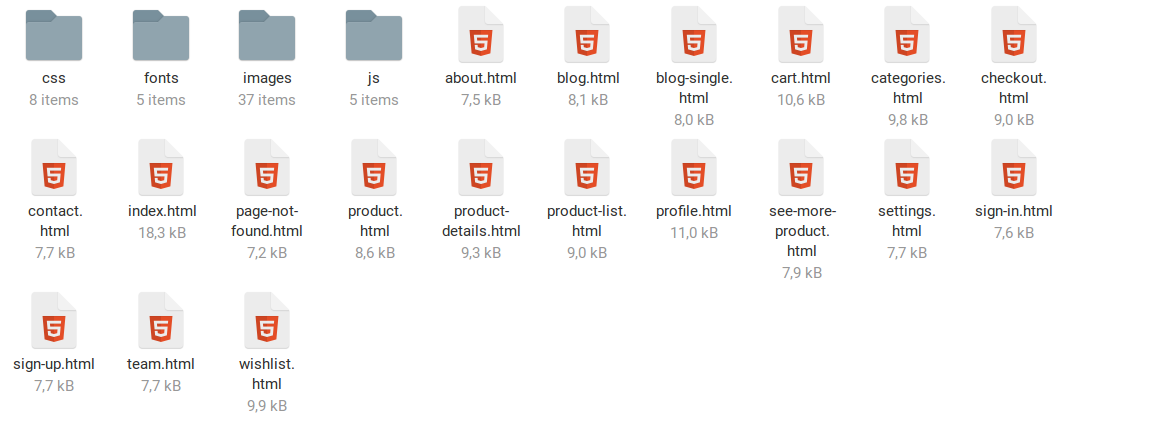 css
8 items
fonts
5 items
images
37 items
js
5 items
about.html
7,5 kB
blog.html
8,1 kB
blog-single.
html
8,0 kB
cart.html
10,6 kB
categories.
html
9,8 kB
checkout.
html
9,0 kB
contact.
html
7,7 kB
index.html
18,3 kB
page-not-
found.html
7,2 kB
product.
html
8,6 kB
product-
details.html
9,3 kB
product-list.
html
9,0 kB
profile.html
11,0 kB
see-more-
product.
html
7,9 kB
settings.
html
7,7 kB
sign-in.html
7,6 kB
sign-up.html
7,7 kB
team.html
7,7 kB
wishlist.
html
9,9 kB